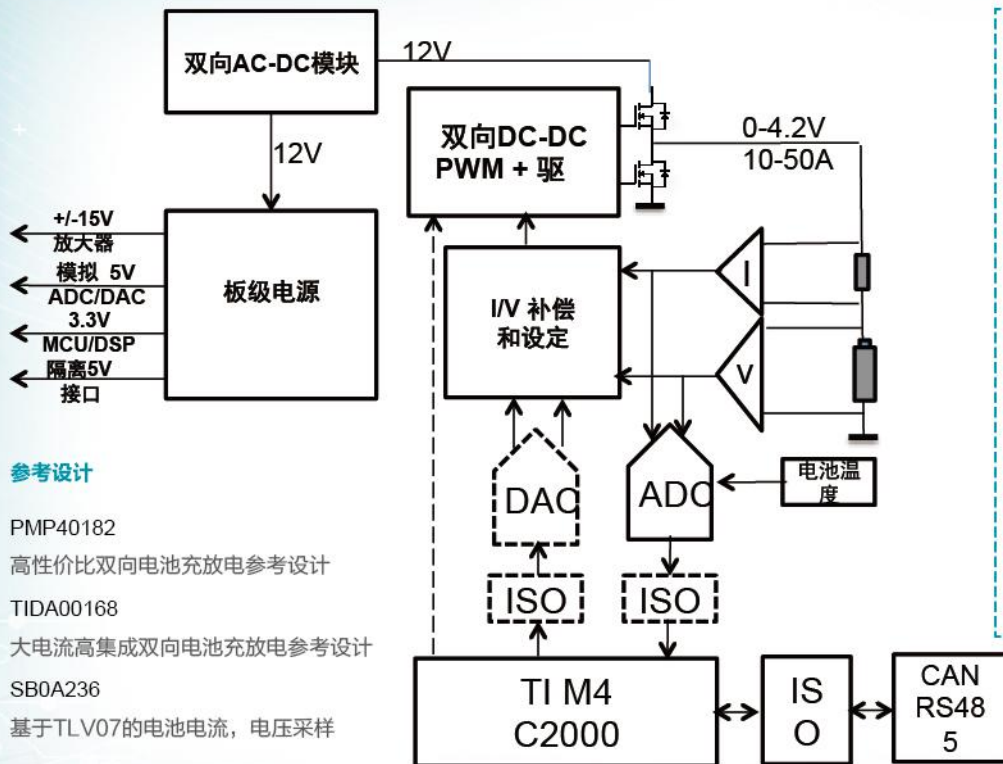 双向AC-DC模块
12V
12V
双向DC-DC
PWM + 驱
0-4.2V
10-50A
+/-15V
放大器
模拟 5V
ADC/DAC
3.3V
MCU/DSP
隔离5V
接口
板级电源
I/V 补偿
和设定
I
V
DAC
ADC
电池温
度
ISO
ISO
TI M4
C2000
IS
O
CAN
RS48
5
参考设计
PMP40182
高性价比双向电池充放电参考设计
TIDA00168
大电流高集成双向电池充放电参考设计
SB0A236
基于TLV07的电池电流，电压采样